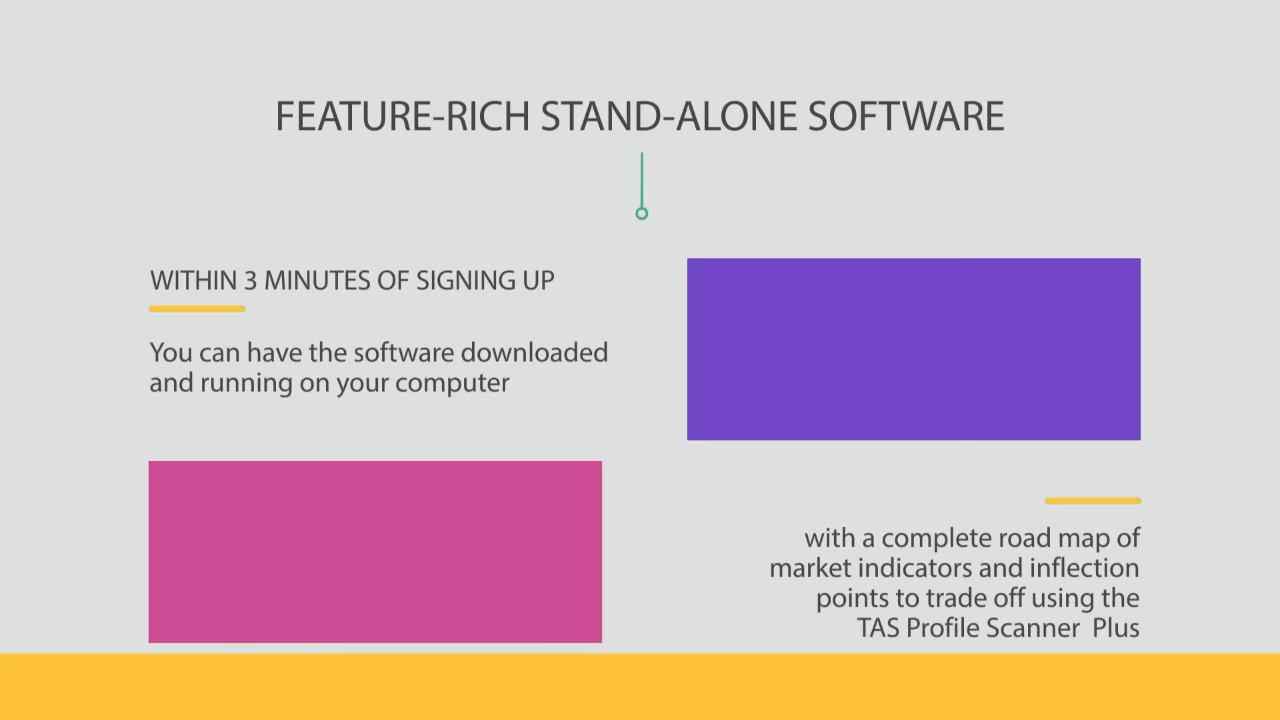 FEATURE-RICH STAND-ALONE SOFTWARE
WITHIN 3 MINUTES OF SIGNING UP
You can have the software downloaded
and running on your computer
with a complete road map of
market indicators and inflection
points to trade off using the
TAS Profile Scanner  Plus